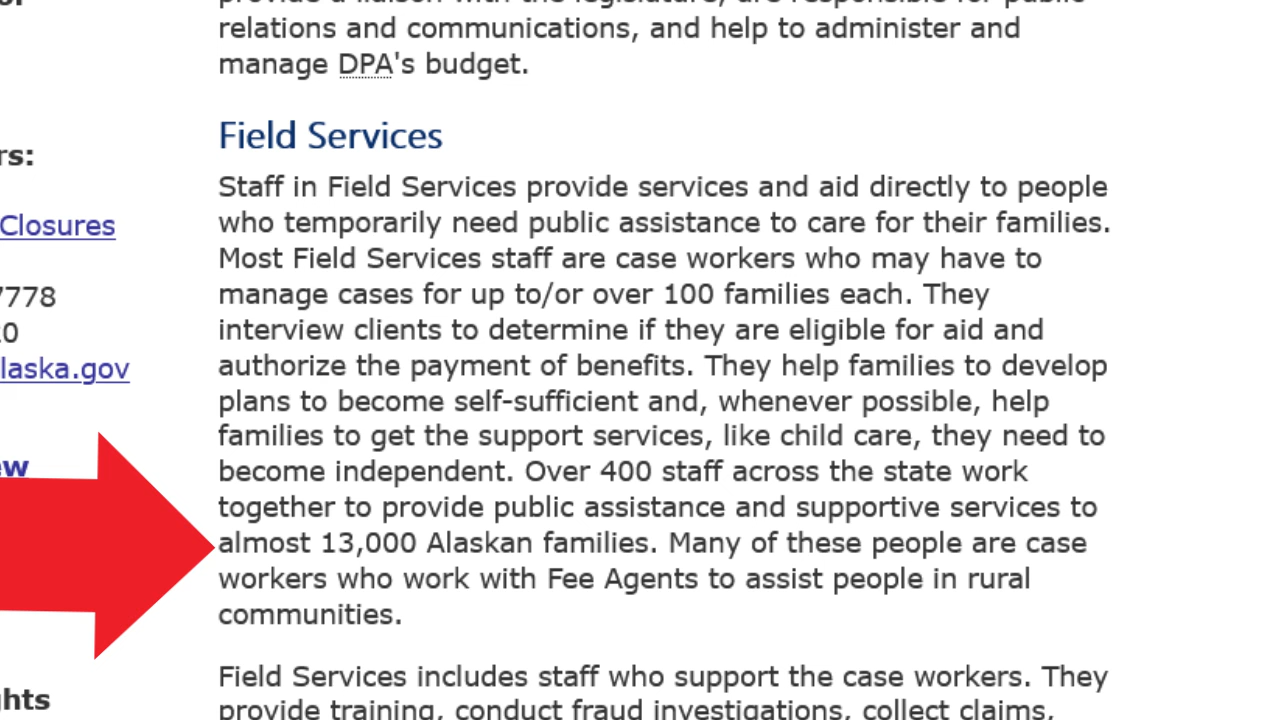 relations and communications, and help to administer and
manage DPA's budget.
Field Services
rs:
Staff in Field Services provide services and aid directly to people
who temporarily need public assistance to care for their families.
Closures
Most Field Services staff are case workers who may have to
manage cases for up to/or over 100 families each. They
7778
interview clients to determine if they are eligible for aid and
authorize the payment of benefits. They help families to develop
laska.gov
plans to become self-sufficient and, whenever possible, help
families to get the support services, like child care, they need to
ew
become independent. Over 400 staff across the state work
together to provide public assistance and supportive services to
almost 13,000 Alaskan families. Many of these people are case
workers who work with Fee Agents to assist people in rural
communities.
Field Services includes staff who support the case workers. They
ghts
provide training, conduct fraud investigations, collect claims,